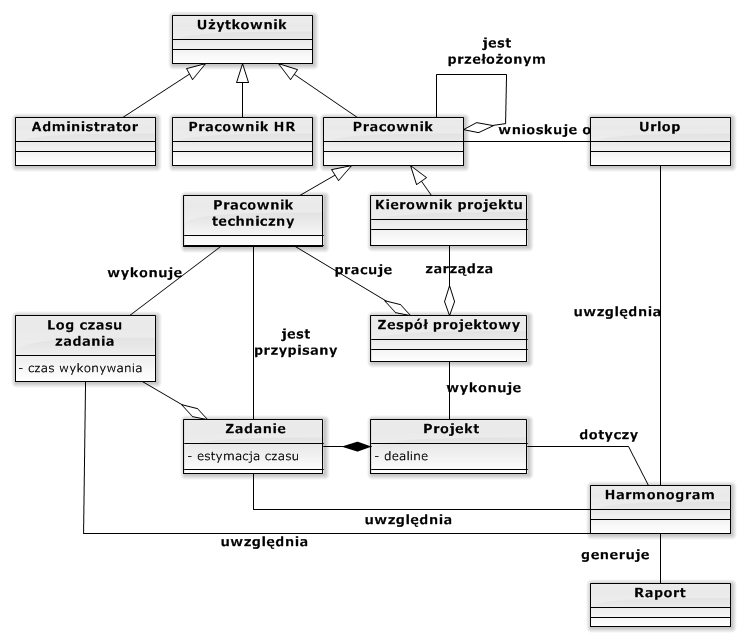 Użytkownik
jest
przełożonym
Administrator
Pracownik HR
Pracownik
wnioskuje o
Urlop
Pracownik
techniczny
Kierownik projektu
wykonuje
pracuje
zarządza
uwzględnia
Log czasu
zadania
- czas wykonywania
jest
przypisany
Zespół projektowy
wykonuje
Zadanie
- estymacja czasu
Projekt
- dealine
dotyczy
Harmonogram
uwzględnia
uwzględnia
generuje
Raport